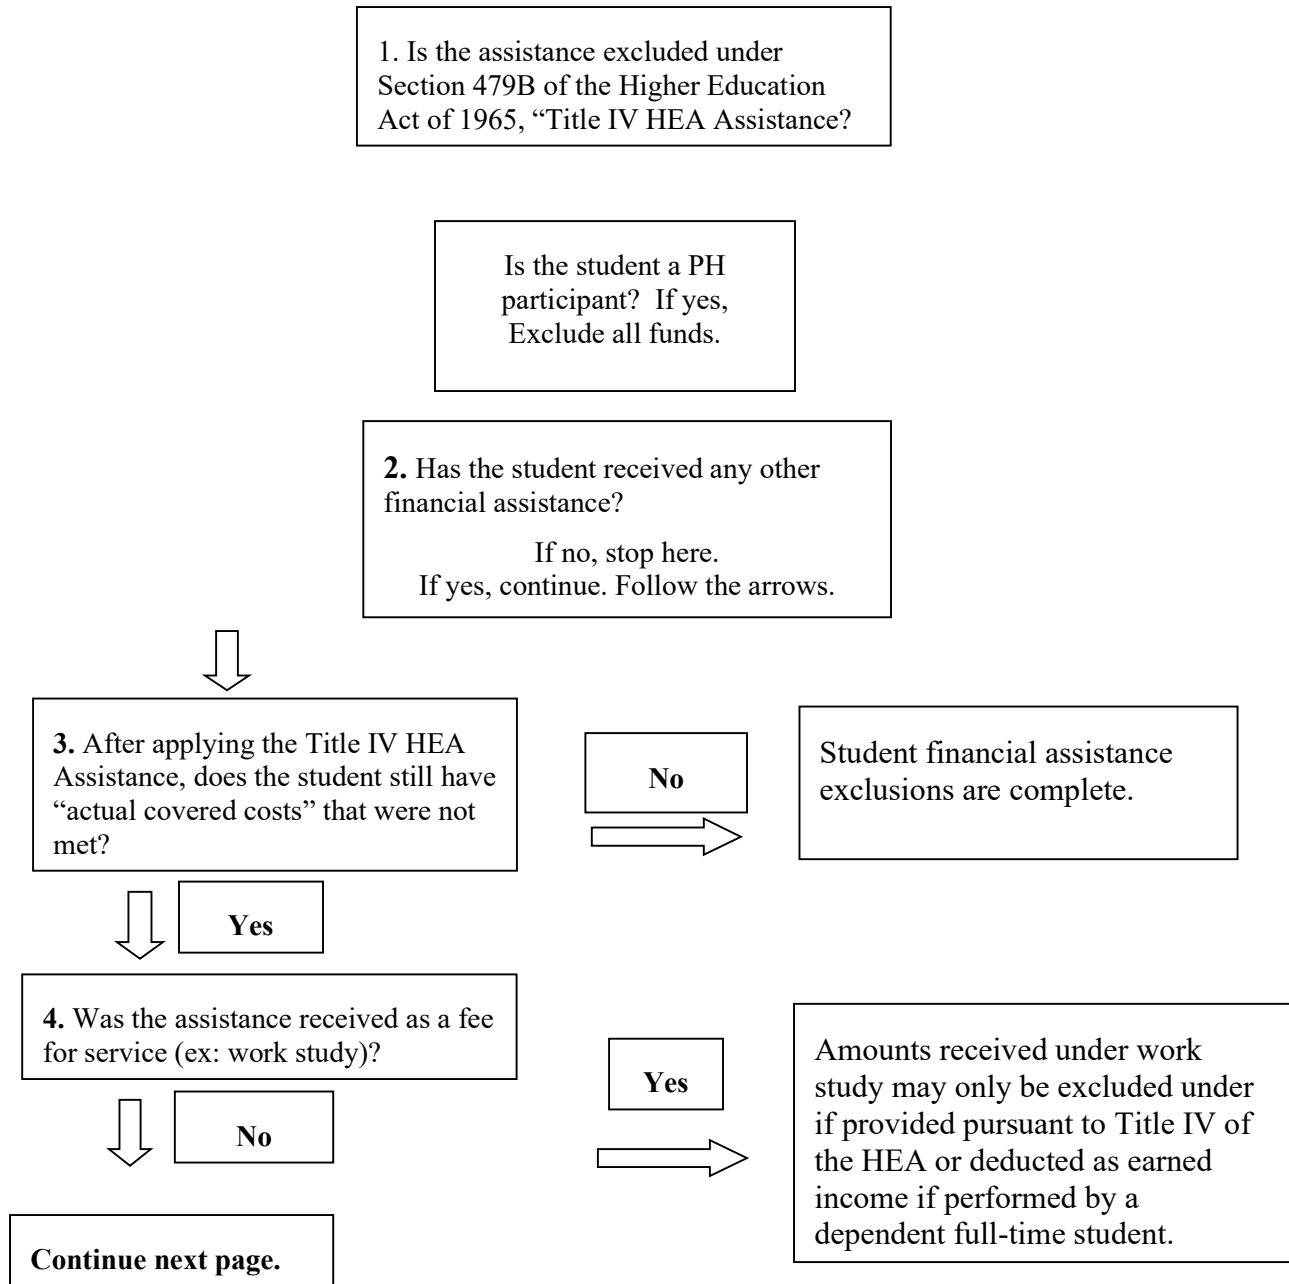 1. Is the assistance excluded under
Section 479B of the Higher Education
Act of 1965, “Title IV HEA Assistance?
Is the student a PH
participant?  If yes,
Exclude all funds.
2. Has the student received any other
financial assistance?
If no, stop here.
If yes, continue. Follow the arrows.
3. After applying the Title IV HEA
Assistance, does the student still have
“actual covered costs” that were not
met?
No
Student financial assistance
exclusions are complete.
Yes
4. Was the assistance received as a fee
for service (ex: work study)?
Yes
Amounts received under work
study may only be excluded under
if provided pursuant to Title IV of
the HEA or deducted as earned
income if performed by a
dependent full-time student.
No
Continue next page.